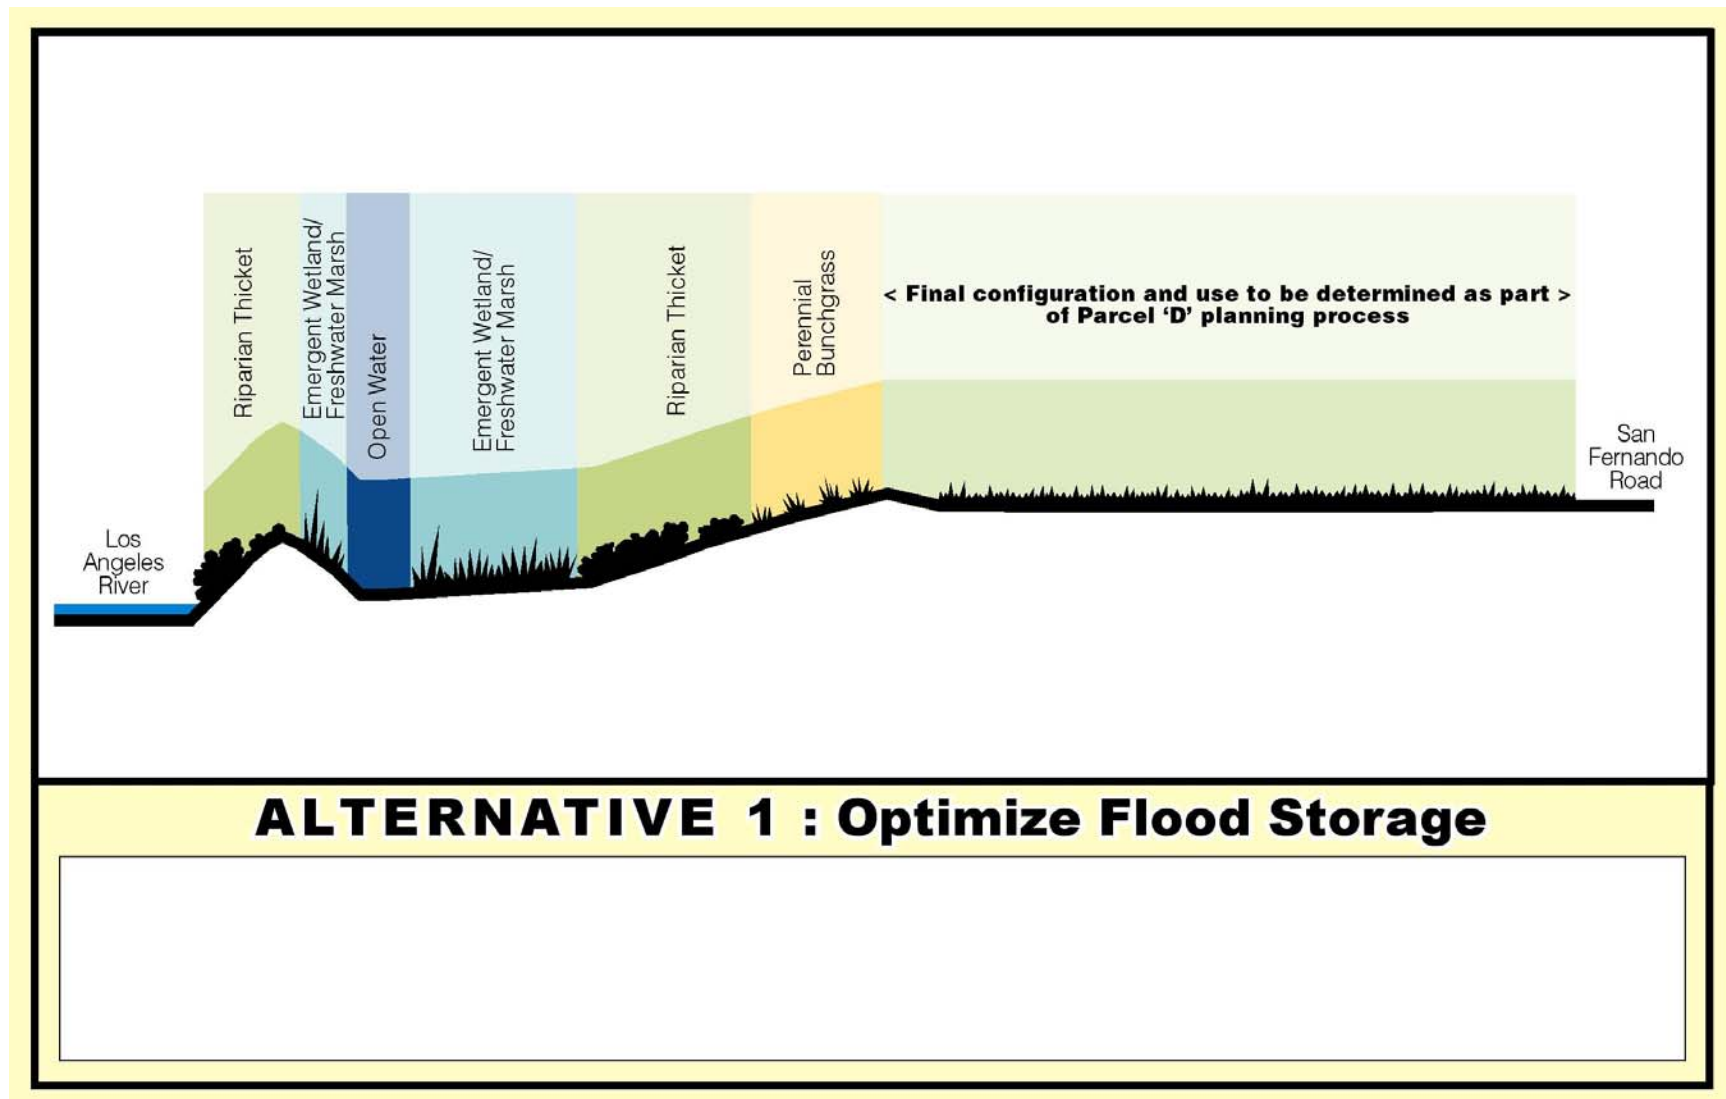 Riparian Thicket
Emergent Wetland/
Freshwater Marsh
Open Water
Emergent Wetland/
Freshwater Marsh
Riparian Thicket
Perennial
Bunchgrass
< Final configuration and use to be determined as part >
of Parcel ‘D’ planning process
Los
Angeles
River
San
Fernando
Road
ALTERNATIVE 1 : Optimize Flood Storage